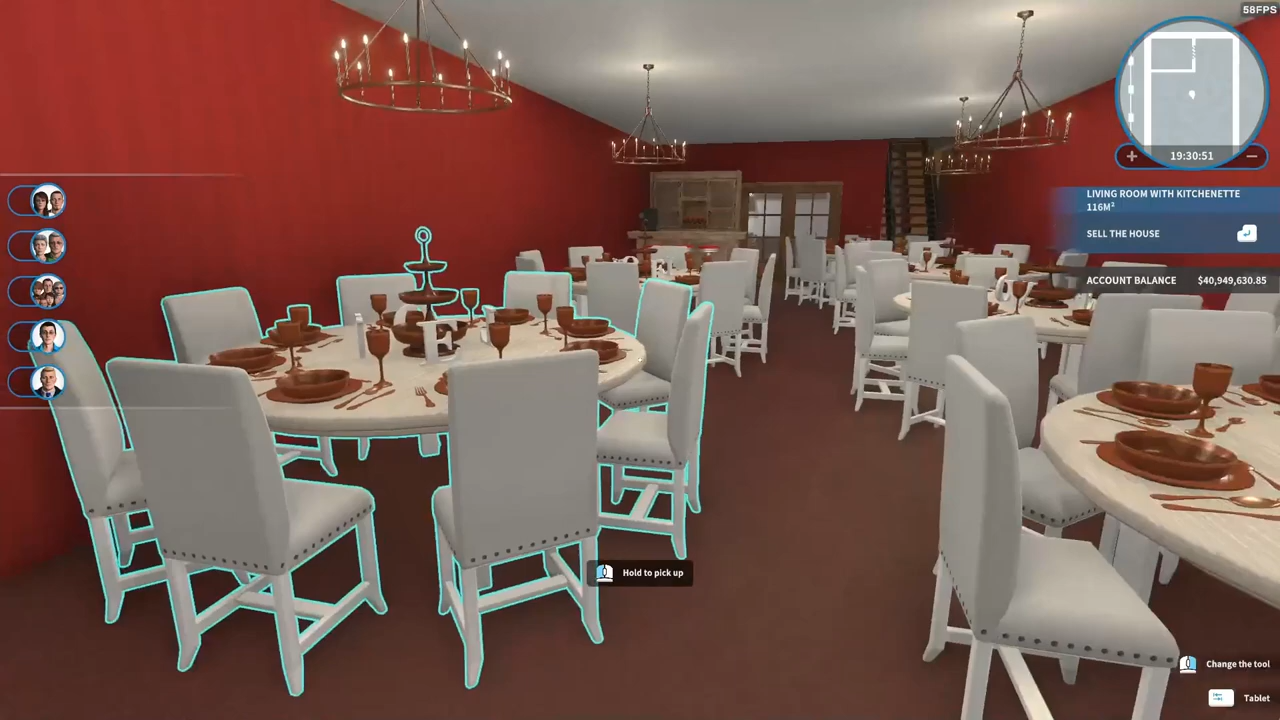 58FPS
19:30:51
LIVING ROOM WITH KITCHENETTE
116M²
SELL THE HOUSE
ACCOUNT BALANCE $40,949,630.85
E
Hold to pick up
Change the tool
Tablet